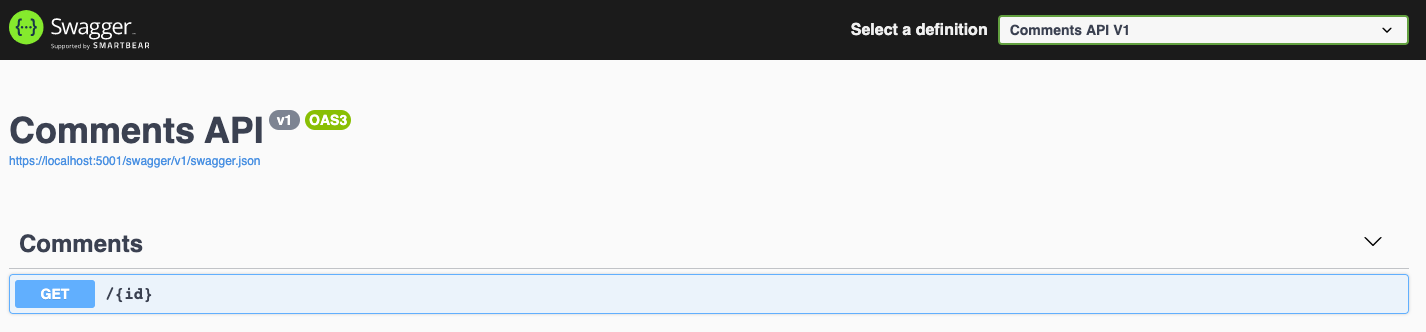 Swagger
Supported by SMARTBEAR
Select a definition
Comments API V1
Comments API v1 OAS3
https://localhost:5001/swagger/v1/swagger.json
Comments
GET /{id}